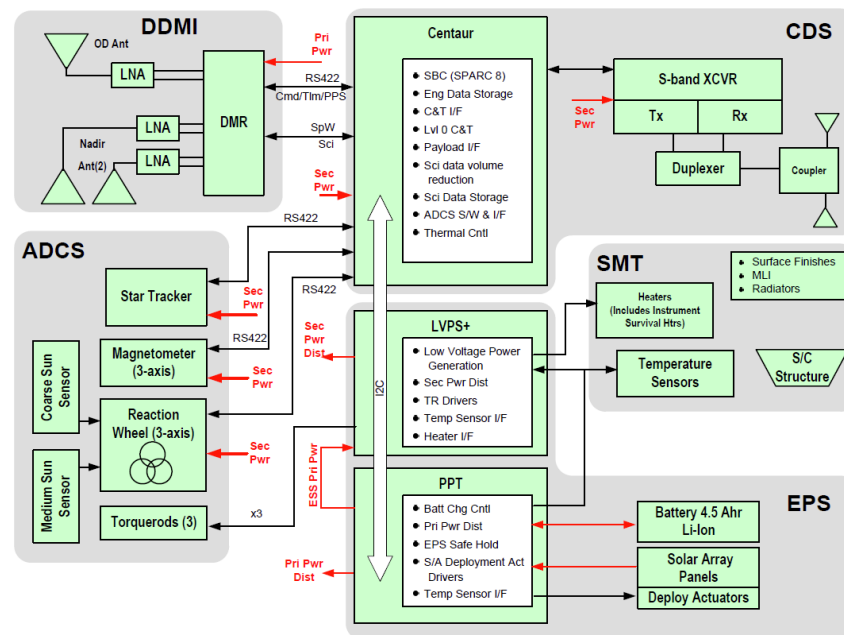 DDMI
OD Ant
LNA
LNA
LNA
Nadir
Ant(2)
DMR
Pri
Pwr
RS422
Cmd/Tlm/PPS
SpW
Sci
Sec
Pwr
RS422
Centaur
SBC (SPARC 8)
Eng Data Storage
C&T I/F
Lvl 0 C&T
Payload I/F
Sci data volume
reduction
Sci Data Storage
ADCS S/W & I/F
Thermal Cntl
CDS
S-band XCVR
Tx
Rx
Sec
Pwr
Duplexer
Coupler
ADCS
Star Tracker
Sec
Pwr
RS422
RS422
Magnetometer
(3-axis)
Sec
Pwr
Coarse Sun
Sensor
Medium Sun
Sensor
Reaction
Wheel (3-axis)
Sec
Pwr
Torquerods (3)
x3
I2C
LVPS+
Low Voltage Power
Generation
Sec Pwr Dist
TR Drivers
Temp Sensor I/F
Heater I/F
Sec
Pwr
Dist
ESS Pri Pwr
SMT
Surface Finishes
MLI
Radiators
Heaters
(Includes Instrument
Survival Htrs)
Temperature
Sensors
S/C
Structure
PPT
Batt Chg Cntl
Pri Pwr Dist
EPS Safe Hold
S/A Deployment Act
Drivers
Temp Sensor I/F
Pri Pwr
Dist
EPS
Battery 4.5 Ahr
Li-Ion
Solar Array
Panels
Deploy Actuators